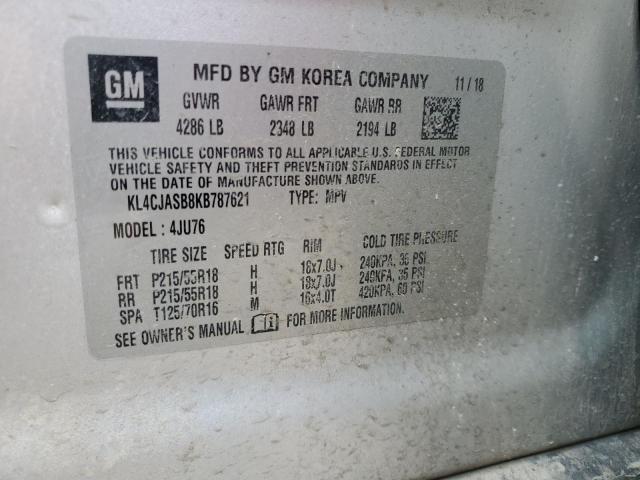 GM
MFD BY GM KOREA COMPANY 11 / 18
GVWR GAWR FRT GAWR RR
4286 LB 2348 LB 2194 LB
THIS VEHICLE CONFORMS TO ALL APPLICABLE U.S. FEDERAL MOTOR
VEHICLE SAFETY AND THEFT PREVENTION STANDARDS IN EFFECT
ON THE DATE OF MANUFACTURE SHOWN ABOVE.
KL4CJASB8KB787621 TYPE: MPV
MODEL : 4JU76
TIRE SIZE SPEED RTG RIM COLD TIRE PRESSURE
FRT P215/55R18 H 18x7.0J 240KPA, 35 PSI
RR P215/55R18 H 18x7.0J 240KPA, 35 PSI
SPA T125/70R16 M 16x4.0T 420KPA, 60 PSI
SEE OWNER'S MANUAL FOR MORE INFORMATION.